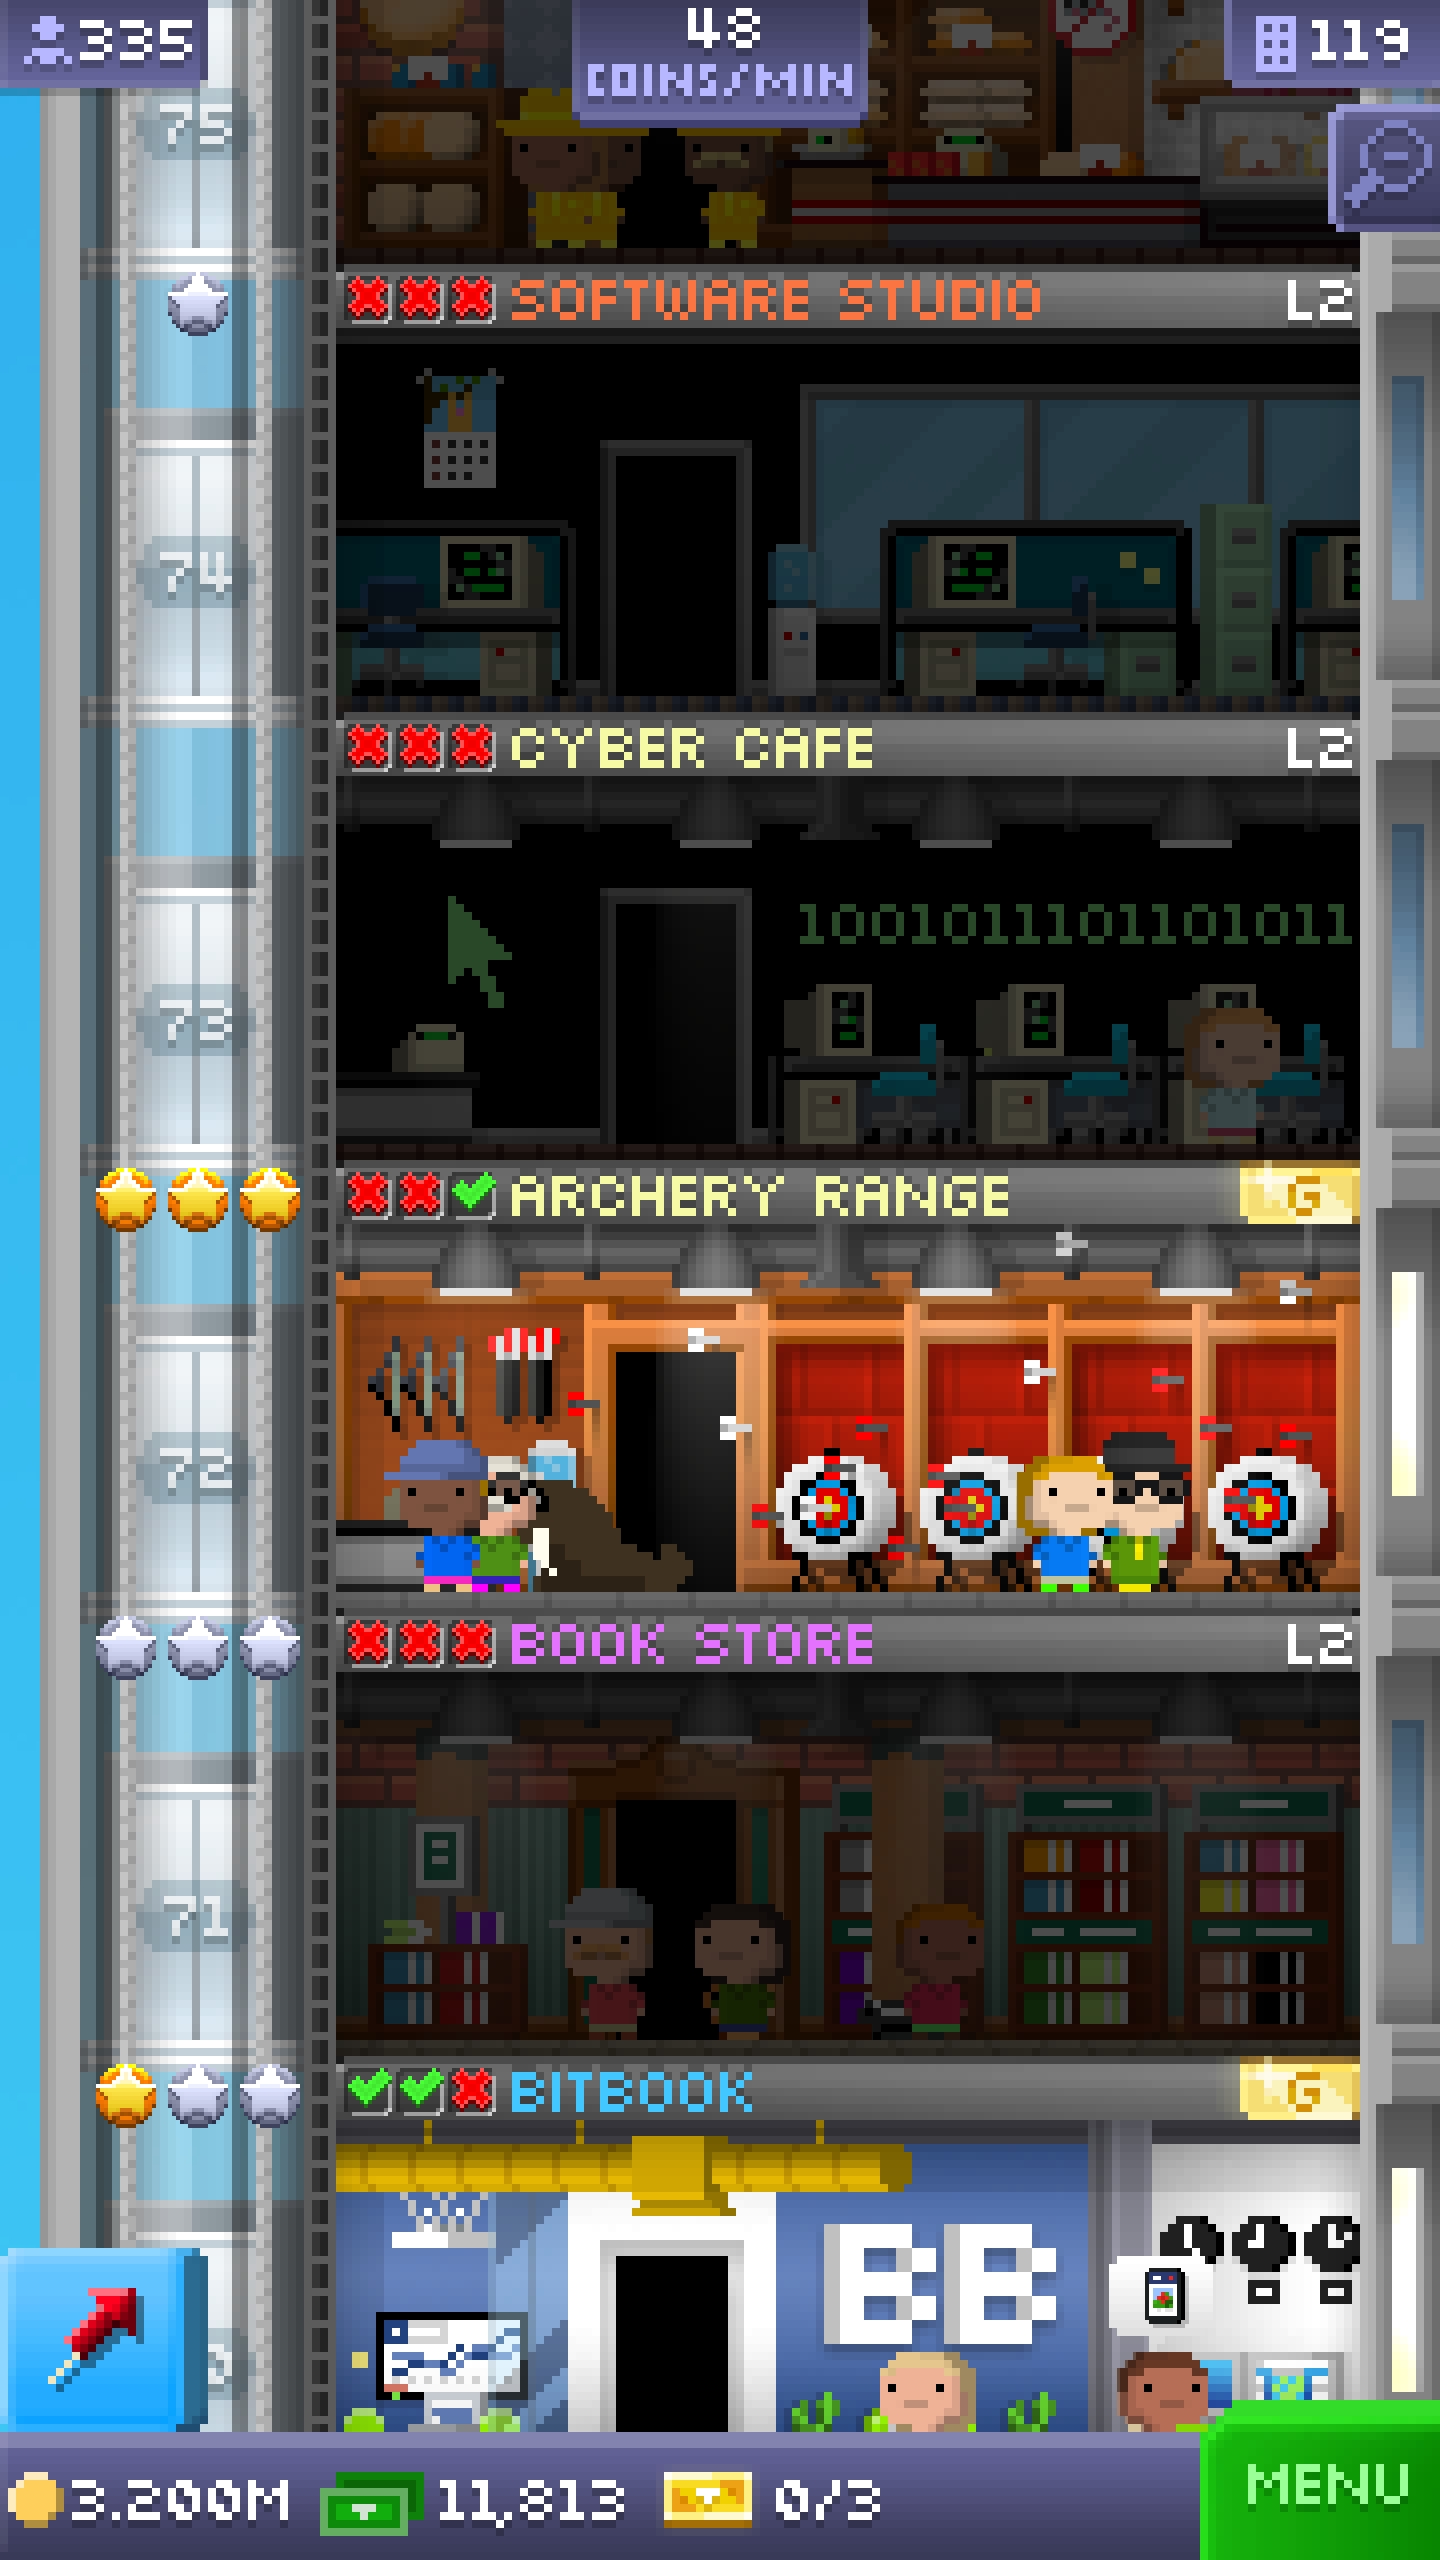 335
48
COINS/MIN
119
75
SOFTWARE STUDIO L2
74
CYBER CAFE L2
1001011101101011
73
ARCHERY RANGE G
72
BOOK STORE L2
71
BITBOOK G
BB
3.200M 11,813 0/3
MENU